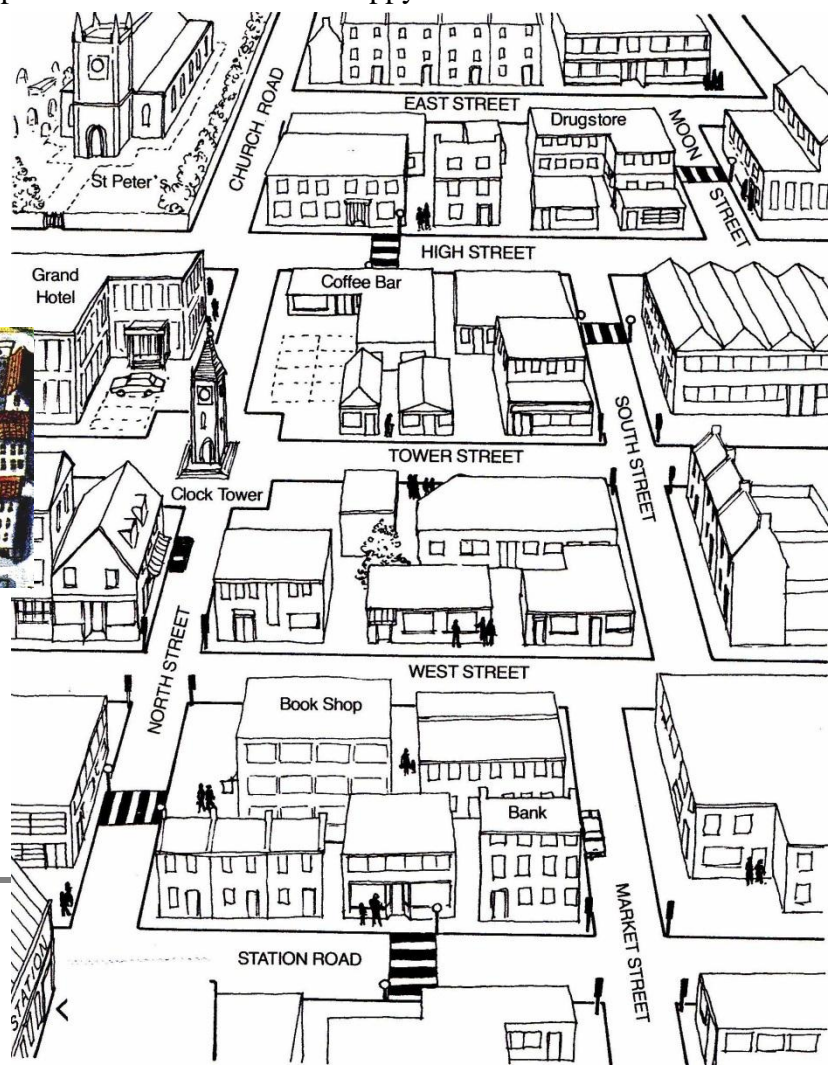 EAST STREET
Drugstore
MOON STREET
CHURCH ROAD
St Peter'
HIGH STREET
Grand
Hotel
Coffee Bar
SOUTH STREET
TOWER STREET
Clock Tower
WEST STREET
NORTH STREET
Book Shop
Bank
MARKET STREET
STATION ROAD
STATION